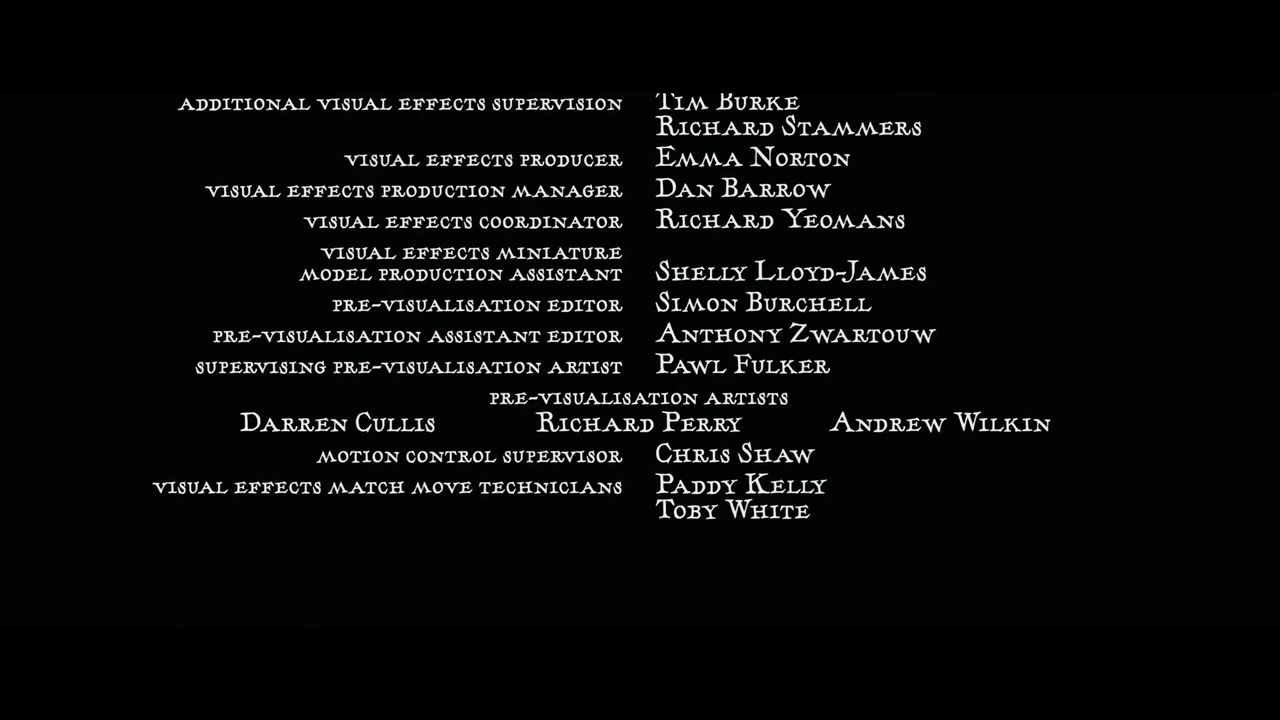 ADDITIONAL VISUAL EFFECTS SUPERVISION TIM BURKE
RICHARD STAMMERS
VISUAL EFFECTS PRODUCER EMMA NORTON
VISUAL EFFECTS PRODUCTION MANAGER DAN BARROW
VISUAL EFFECTS COORDINATOR RICHARD YEOMANS
VISUAL EFFECTS MINIATURE
MODEL PRODUCTION ASSISTANT SHELLY LLOYD-JAMES
PRE-VISUALISATION EDITOR SIMON BURCHELL
PRE-VISUALISATION ASSISTANT EDITOR ANTHONY ZWARTOUW
SUPERVISING PRE-VISUALISATION ARTIST PAWL FULKER
PRE-VISUALISATION ARTISTS
DARREN CULLIS RICHARD PERRY ANDREW WILKIN
MOTION CONTROL SUPERVISOR CHRIS SHAW
VISUAL EFFECTS MATCH MOVE TECHNICIANS PADDY KELLY
TOBY WHITE